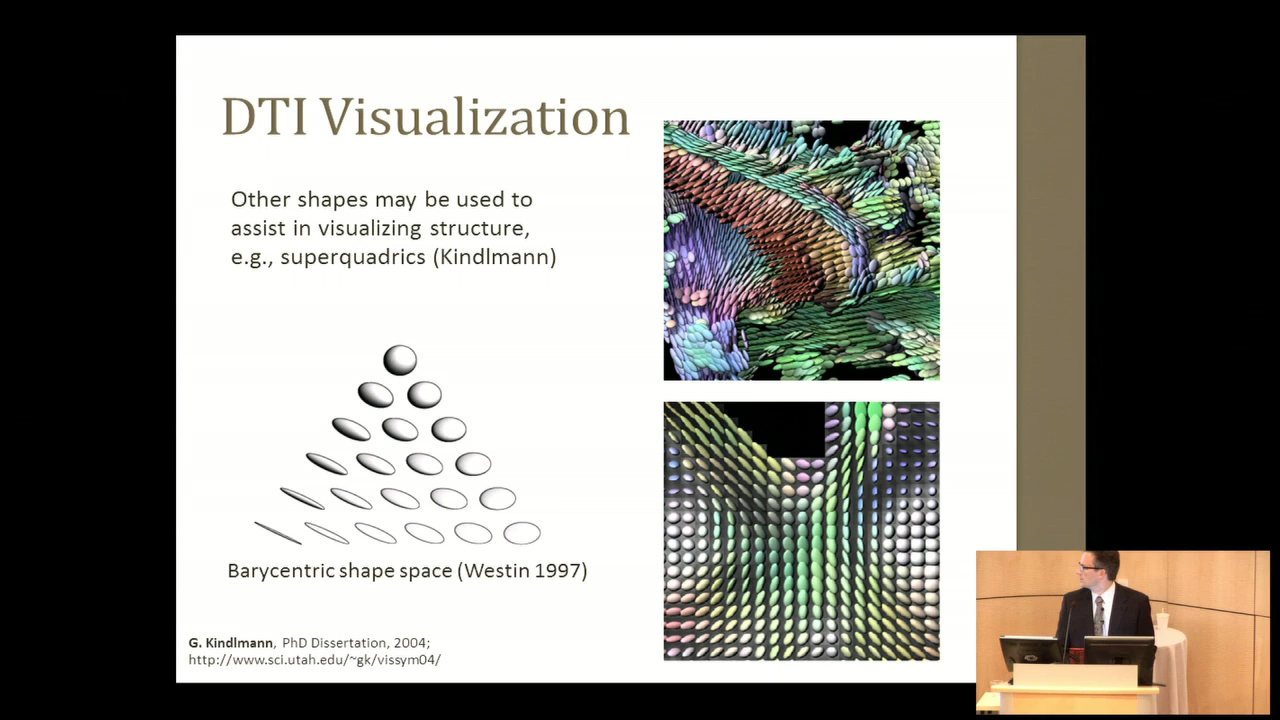 DTI Visualization
Other shapes may be used to
assist in visualizing structure,
e.g., superquadrics (Kindlmann)
Barycentric shape space (Westin 1997)
G. Kindlmann, PhD Dissertation, 2004;
http://www.sci.utah.edu/~gk/vissym04/